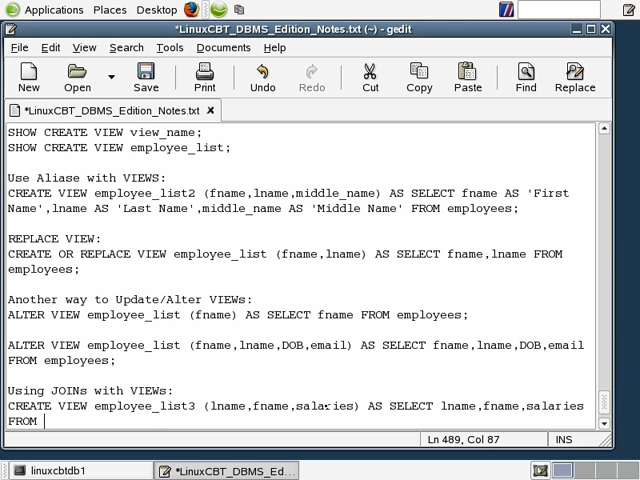 Applications Places Desktop
*LinuxCBT_DBMS_Edition_Notes.txt (~) - gedit
File Edit View Search Tools Documents Help
New Open Save Print Undo Redo Cut Copy Paste Find Replace
*LinuxCBT_DBMS_Edition_Notes.txt x
SHOW CREATE VIEW view_name;
SHOW CREATE VIEW employee_list;
Use Aliase with VIEWS:
CREATE VIEW employee_list2 (fname,lname,middle_name) AS SELECT fname AS 'First
Name',lname AS 'Last Name',middle_name AS 'Middle Name' FROM employees;
REPLACE VIEW:
CREATE OR REPLACE VIEW employee_list (fname,lname) AS SELECT fname,lname FROM
employees;
Another way to Update/Alter VIEWs:
ALTER VIEW employee_list (fname) AS SELECT fname FROM employees;
ALTER VIEW employee_list (fname,lname,DOB,email) AS SELECT fname,lname,DOB,email
FROM employees;
Using JOINs with VIEWs:
CREATE VIEW employee_list3 (lname,fname,salaries) AS SELECT lname,fname,salaries
FROM
Ln 489, Col 87 INS
linuxcbtdb1 *LinuxCBT_DBMS_Ed...